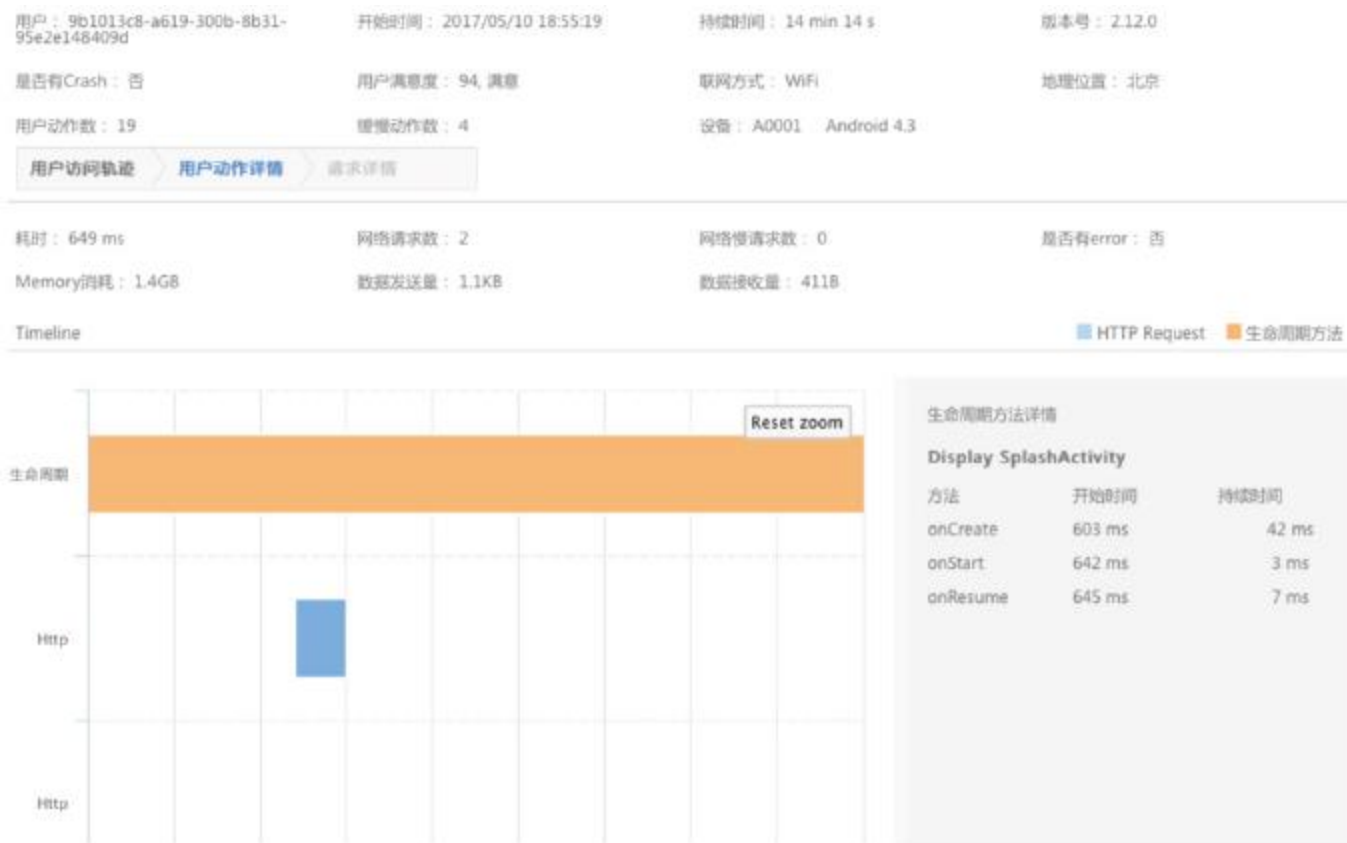 用户： 9b1013c8-a619-300b-8b31-95e2e148409d
开始时间： 2017/05/10 18:55:19
持续时间： 14 min 14 s
版本号： 2.12.0
是否有Crash： 否
用户满意度： 94, 满意
联网方式： WiFi
地理位置： 北京
用户动作数： 19
缓慢动作数： 4
设备： A0001 Android 4.3
用户访问轨迹 用户动作详情 请求详情
耗时： 649 ms
网络请求数： 2
网络慢请求数： 0
是否有error： 否
Memory消耗： 1.4GB
数据发送量： 1.1KB
数据接收量： 411B
Timeline
HTTP Request 生命周期方法
Reset zoom
生命周期
Http
Http
生命周期方法详情
Display SplashActivity
方法 开始时间 持续时间
onCreate 603 ms 42 ms
onStart 642 ms 3 ms
onResume 645 ms 7 ms